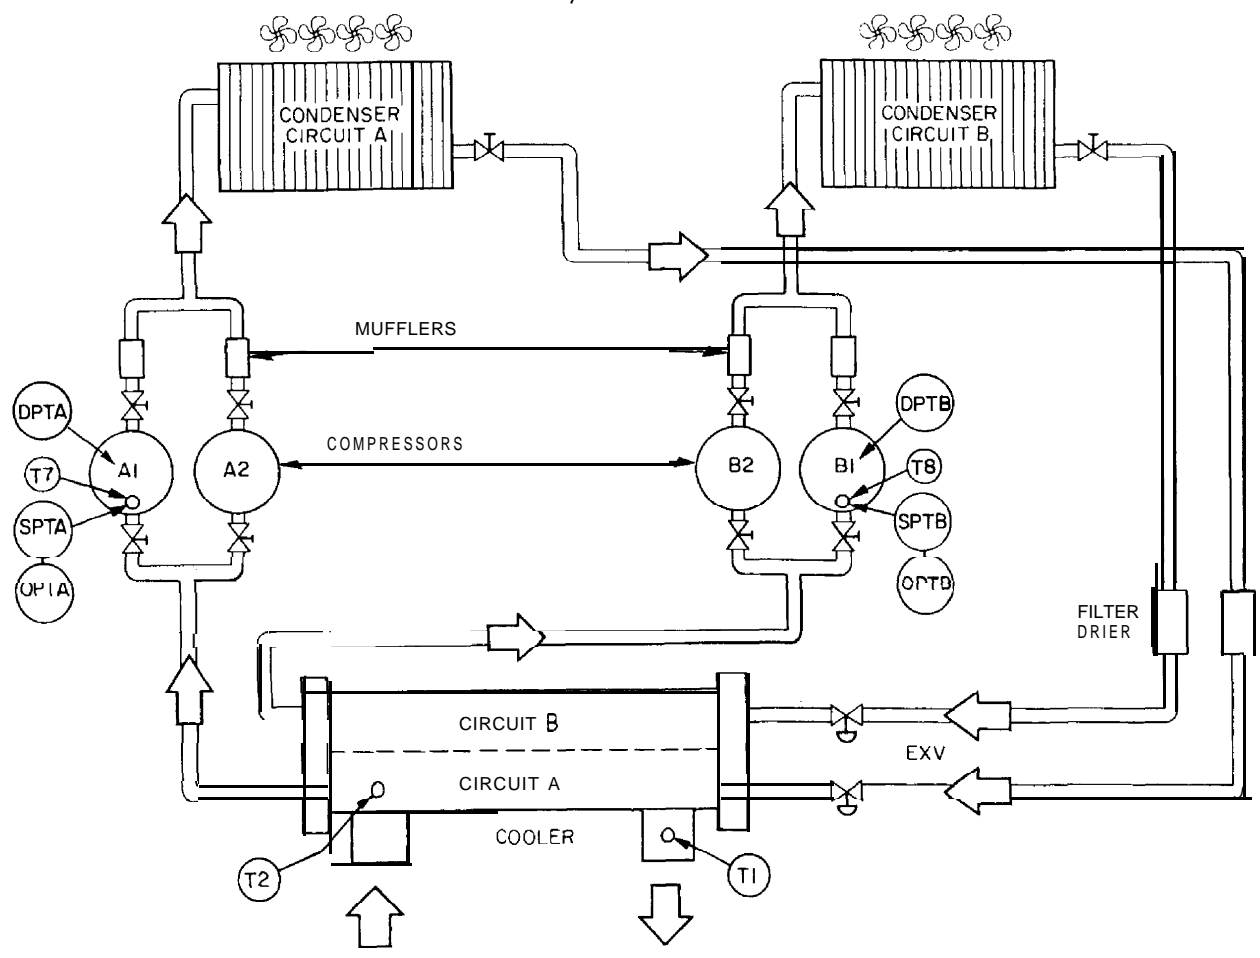 CONDENSER
CIRCUIT A
CONDENSER
CIRCUIT B
MUFFLERS
DPTA
DPTB
COMPRESSORS
A1
A2
B2
B1
T7
T8
SPTA
SPTB
FILTER
DRIER
CIRCUIT B
EXV
CIRCUIT A
COOLER
T2
T1